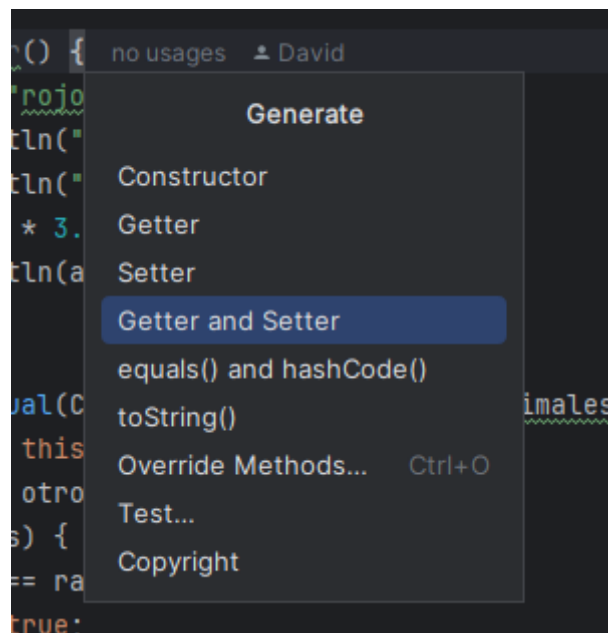 () { no usages David
"rojo
Generate
tln("
Constructor
tln("
Getter
* 3.
Setter
tln(a
Getter and Setter
equals() and hashCode()
ual(C
imales
toString()
this
Override Methods... Ctrl+O
otro
Test...
s) {
Copyright
== ra
true;